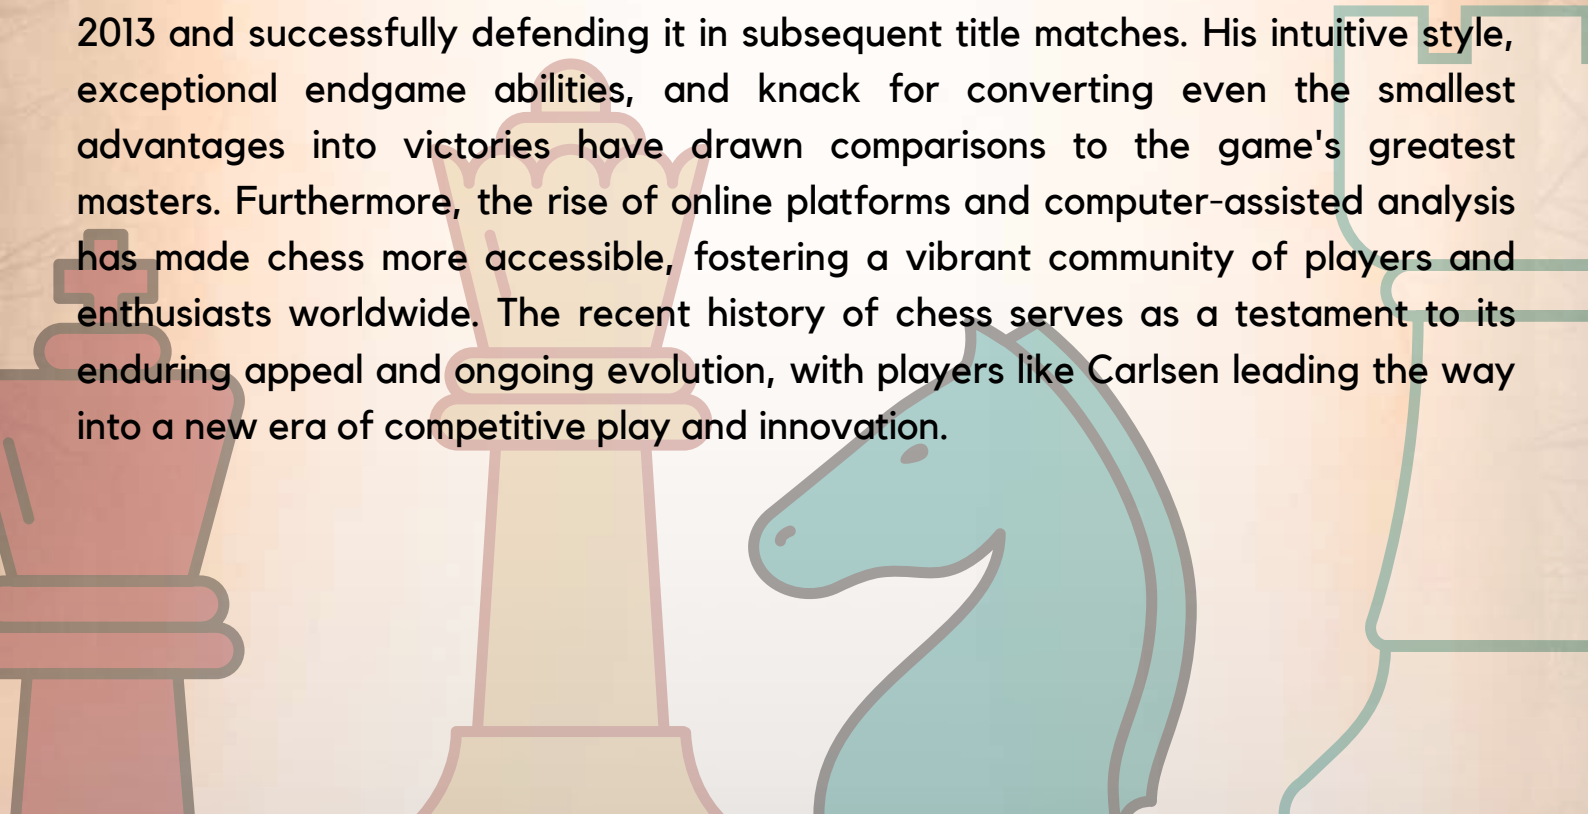 2013 and successfully defending it in subsequent title matches. His intuitive style,
exceptional endgame abilities, and knack for converting even the smallest
advantages into victories have drawn comparisons to the game's greatest
masters. Furthermore, the rise of online platforms and computer-assisted analysis
has made chess more accessible, fostering a vibrant community of players and
enthusiasts worldwide. The recent history of chess serves as a testament to its
enduring appeal and ongoing evolution, with players like Carlsen leading the way
into a new era of competitive play and innovation.